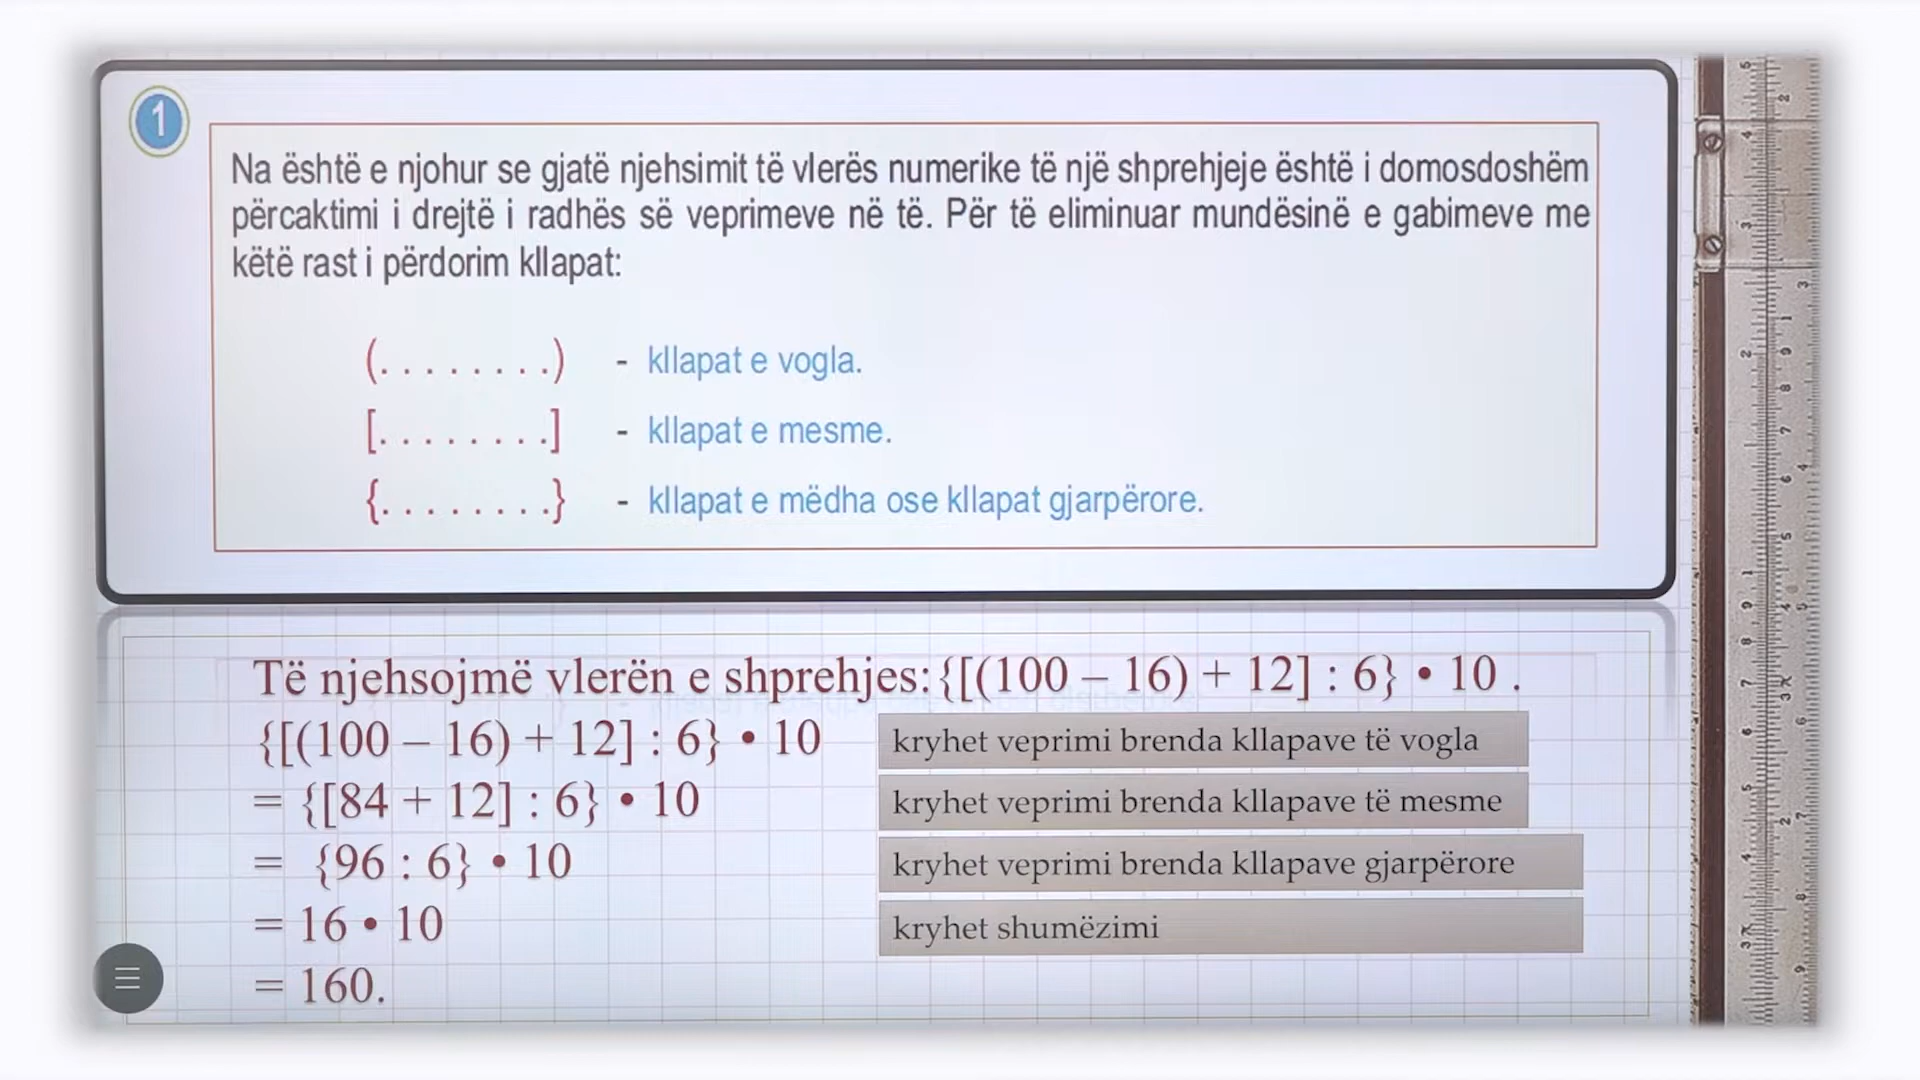 1
Na është e njohur se gjatë njehsimit të vlerës numerike të një shprehjeje është i domosdoshëm
përcaktimi i drejtë i radhës së veprimeve në të. Për të eliminuar mundësinë e gabimeve me
këtë rast i përdorim kllapat:
(. . . . . . . .) - kllapat e vogla.
[. . . . . . . .] - kllapat e mesme.
{. . . . . . . .} - kllapat e mëdha ose kllapat gjarpërore.
Të njehsojmë vlerën e shprehjes: {[(100 – 16) + 12] : 6} • 10 .
{[(100 – 16) + 12] : 6} • 10 kryhet veprimi brenda kllapave të vogla
= {[84 + 12] : 6} • 10 kryhet veprimi brenda kllapave të mesme
= {96 : 6} • 10 kryhet veprimi brenda kllapave gjarpërore
= 16 • 10 kryhet shumëzimi
= 160.